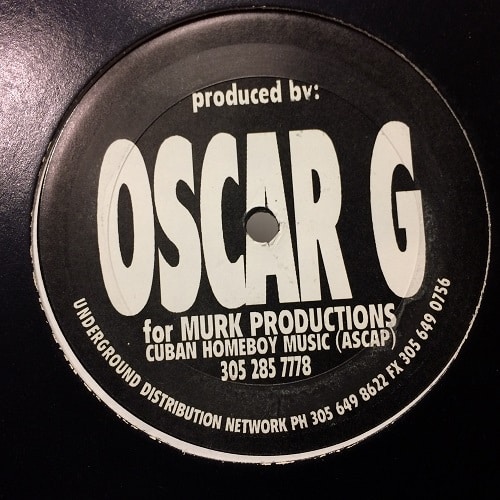 produced by:
OSCAR G
for MURK PRODUCTIONS
CUBAN HOMEBOY MUSIC (ASCAP)
305 285 7778
UNDERGROUND DISTRIBUTION NETWORK PH 305 649 8622 FX 305 649 0756